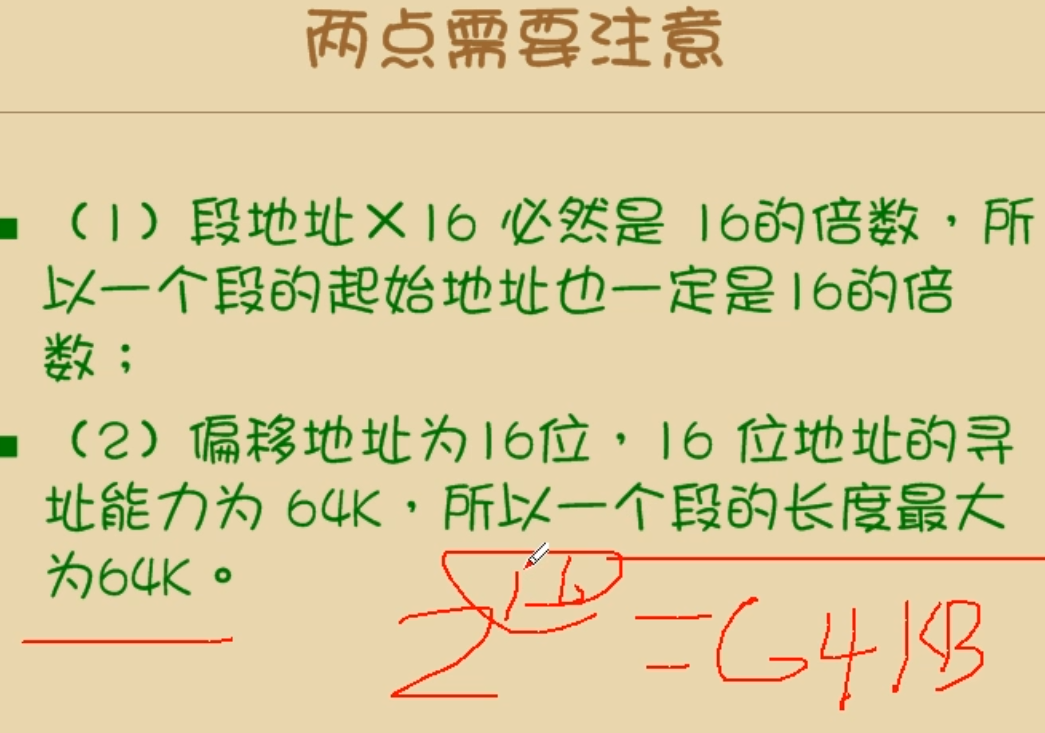 两点需要注意
（1）段地址×16 必然是 16的倍数，所
以一个段的起始地址也一定是16的倍
数；
（2）偏移地址为16位，16 位地址的寻
址能力为 64K，所以一个段的长度最大
为64K。
2^16 = 64KB